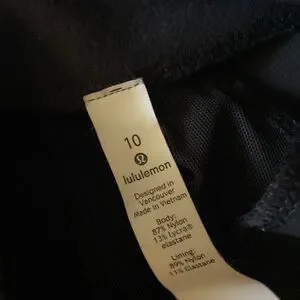 10
lululemon
Designed in
Vancouver
Made in Vietnam
Body:
87% Nylon
13% Lycra®
elastane
Lining:
89% Nylon
11% Elastane